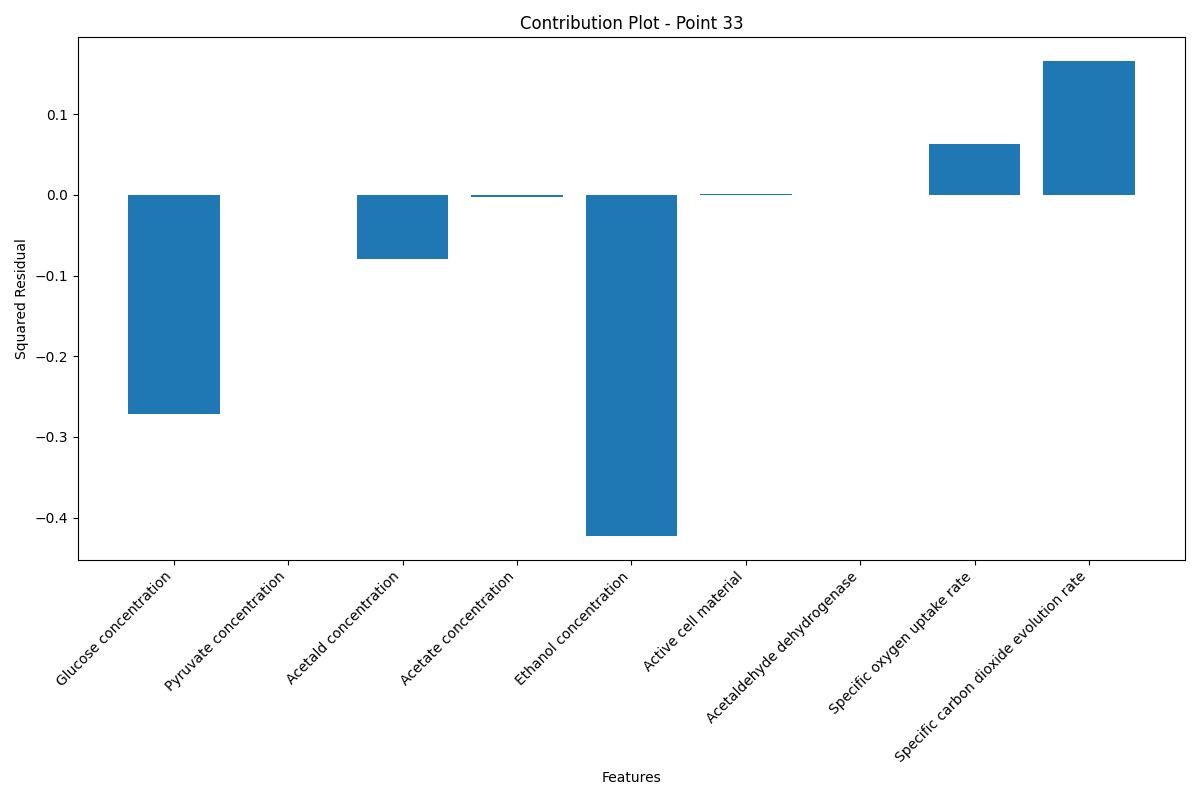 Contribution Plot - Point 33
Squared Residual
0.1
0.0
−0.1
−0.2
−0.3
−0.4
Glucose concentration
Pyruvate concentration
Acetald concentration
Acetate concentration
Ethanol concentration
Active cell material
Acetaldehyde dehydrogenase
Specific oxygen uptake rate
Specific carbon dioxide evolution rate
Features